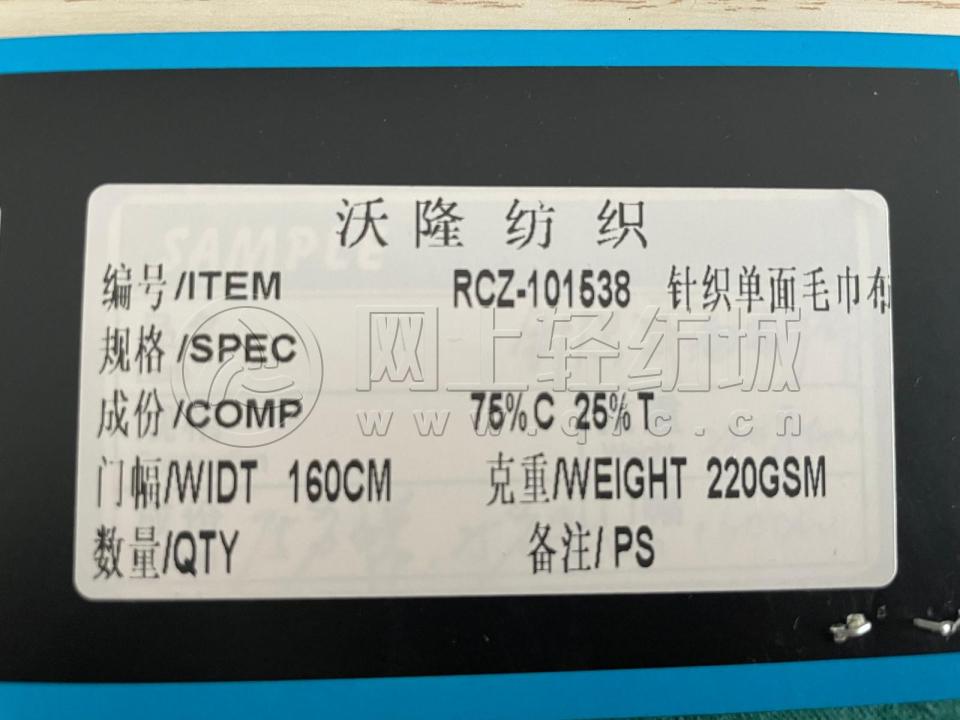 SAMPLE
沃隆纺织
编号/ITEM RCZ-101538 针织单面毛巾布
规格/SPEC
成份/COMP 75%C 25%T
门幅/WIDT 160CM 克重/WEIGHT 220GSM
数量/QTY 备注/PS
网上轻纺城
www.qfc.cn